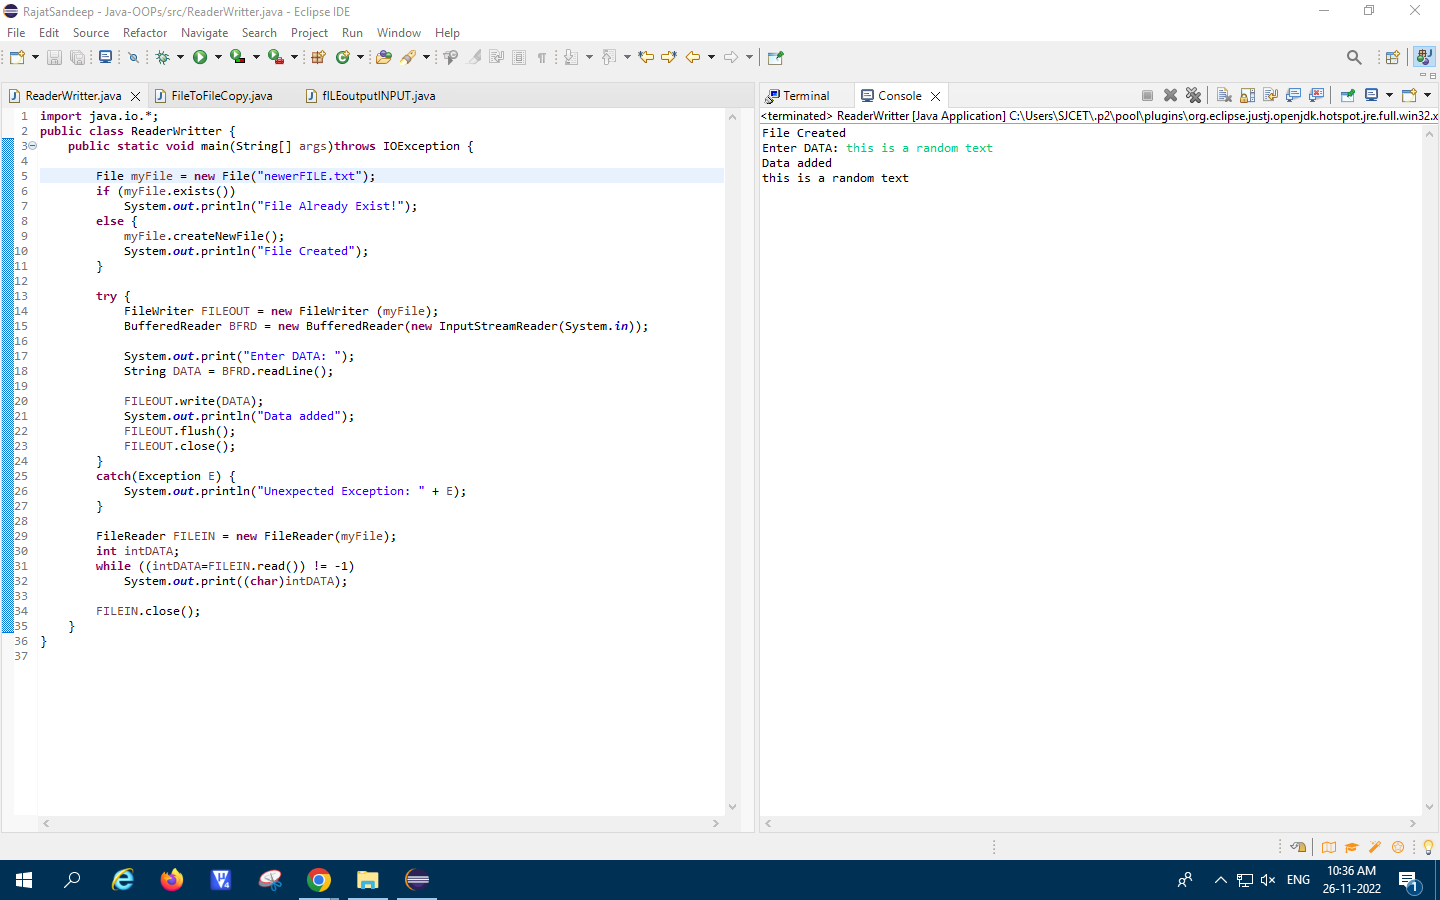 RajatSandeep - Java-OOPs/src/ReaderWritter.java - Eclipse IDE
File Edit Source Refactor Navigate Search Project Run Window Help
ReaderWritter.java FileToFileCopy.java fILEoutputINPUT.java
1 import java.io.*;
2 public class ReaderWritter {
3 public static void main(String[] args)throws IOException {
4
5 File myFile = new File("newerFILE.txt");
6 if (myFile.exists())
7 System.out.println("File Already Exist!");
8 else {
9 myFile.createNewFile();
10 System.out.println("File Created");
11 }
12
13 try {
14 FileWriter FILEOUT = new FileWriter (myFile);
15 BufferedReader BFRD = new BufferedReader(new InputStreamReader(System.in));
16
17 System.out.print("Enter DATA: ");
18 String DATA = BFRD.readLine();
19
20 FILEOUT.write(DATA);
21 System.out.println("Data added");
22 FILEOUT.flush();
23 FILEOUT.close();
24 }
25 catch(Exception E) {
26 System.out.println("Unexpected Exception: " + E);
27 }
28
29 FileReader FILEIN = new FileReader(myFile);
30 int intDATA;
31 while ((intDATA=FILEIN.read()) != -1)
32 System.out.print((char)intDATA);
33
34 FILEIN.close();
35 }
36 }
37
Terminal Console
<terminated> ReaderWritter [Java Application] C:\Users\SJCET\.p2\pool\plugins\org.eclipse.justj.openjdk.hotspot.jre.full.win32.x
File Created
Enter DATA: this is a random text
Data added
this is a random text
ENG
10:36 AM
26-11-2022
1